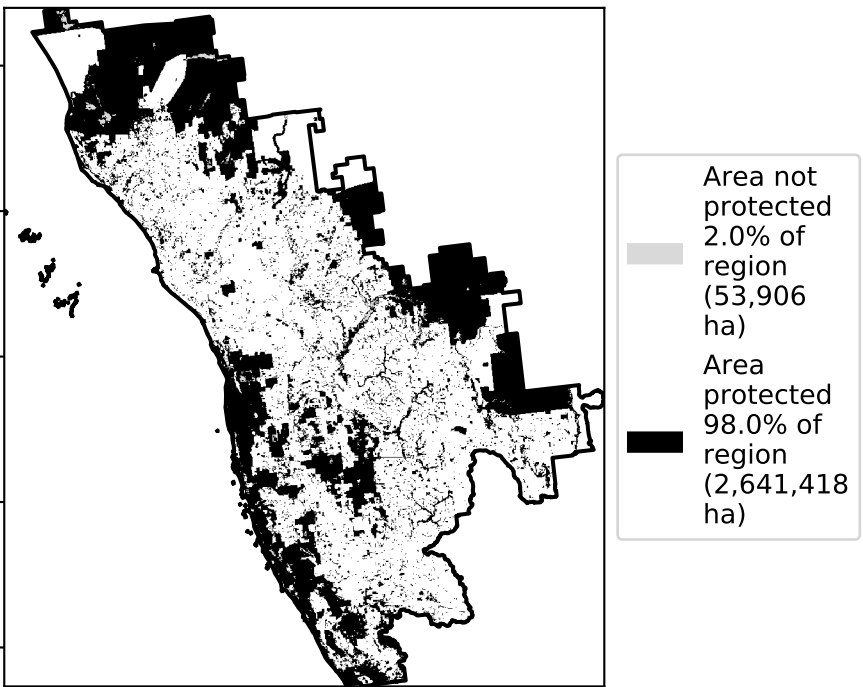 Area not
protected
2.0% of
region
(53,906
ha)
Area
protected
98.0% of
region
(2,641,418
ha)